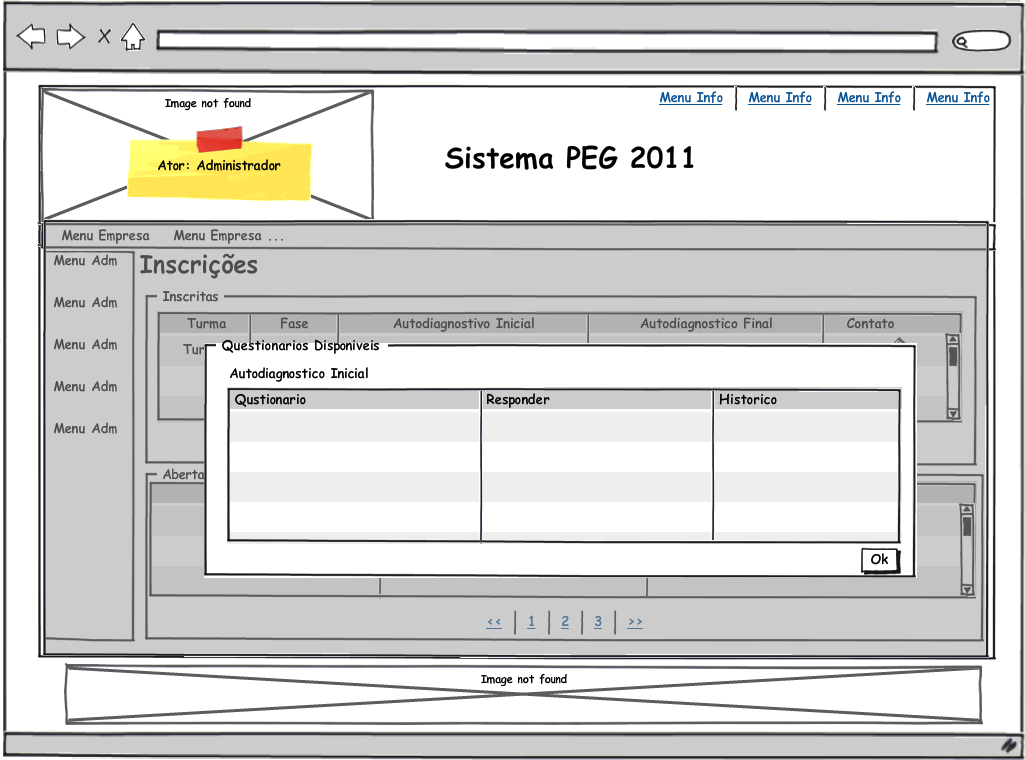 Image not found
Menu Info
Menu Info
Menu Info
Menu Info
Ator: Administrador
Sistema PEG 2011
Menu Empresa
Menu Empresa ...
Menu Adm
Menu Adm
Menu Adm
Menu Adm
Menu Adm
Inscrições
Inscritas
Turma
Fase
Autodiagnostivo Inicial
Autodiagnostico Final
Contato
Tur
Questionarios Disponiveis
Autodiagnostico Inicial
Qustionario
Responder
Historico
Aberta
Ok
<< 1 2 3 >>
Image not found